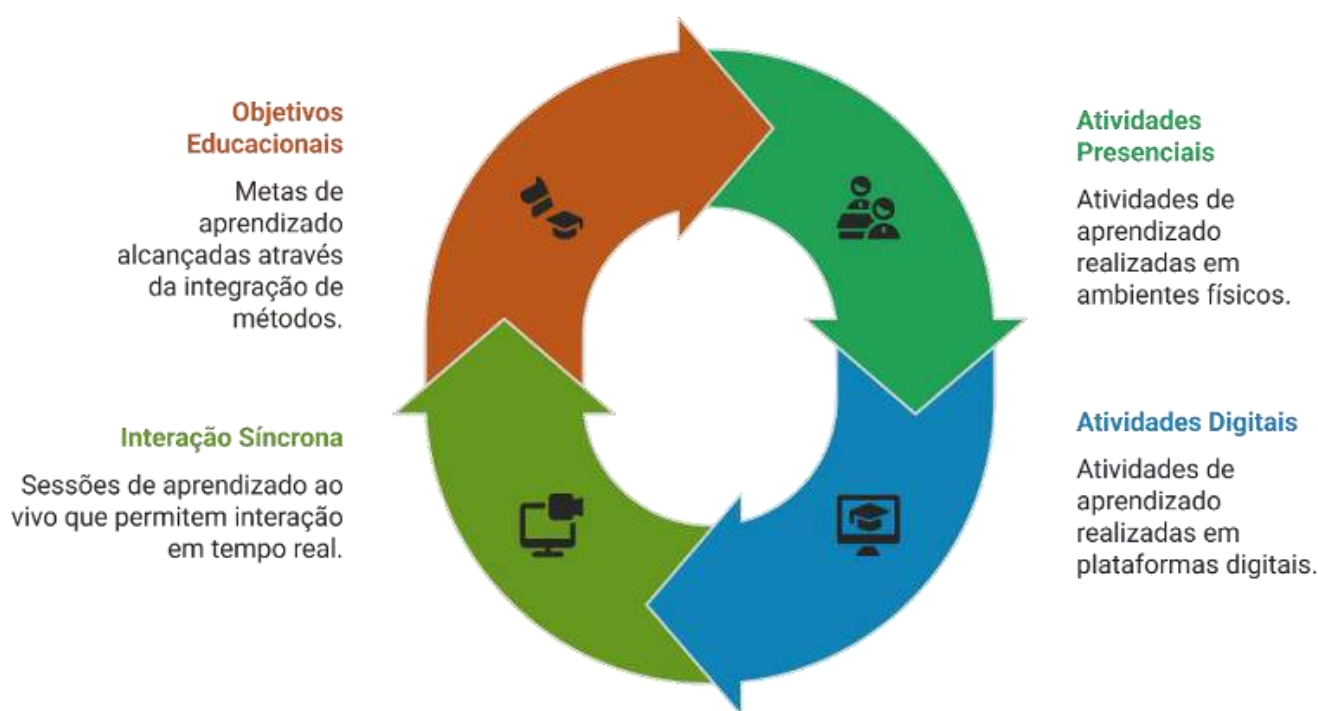 Objetivos
Educacionais
Metas de
aprendizado
alcançadas através
da integração de
métodos.
Atividades
Presenciais
Atividades de
aprendizado
realizadas em
ambientes físicos.
Interação Síncrona
Sessões de aprendizado ao
vivo que permitem interação
em tempo real.
Atividades Digitais
Atividades de
aprendizado
realizadas em
plataformas digitais.